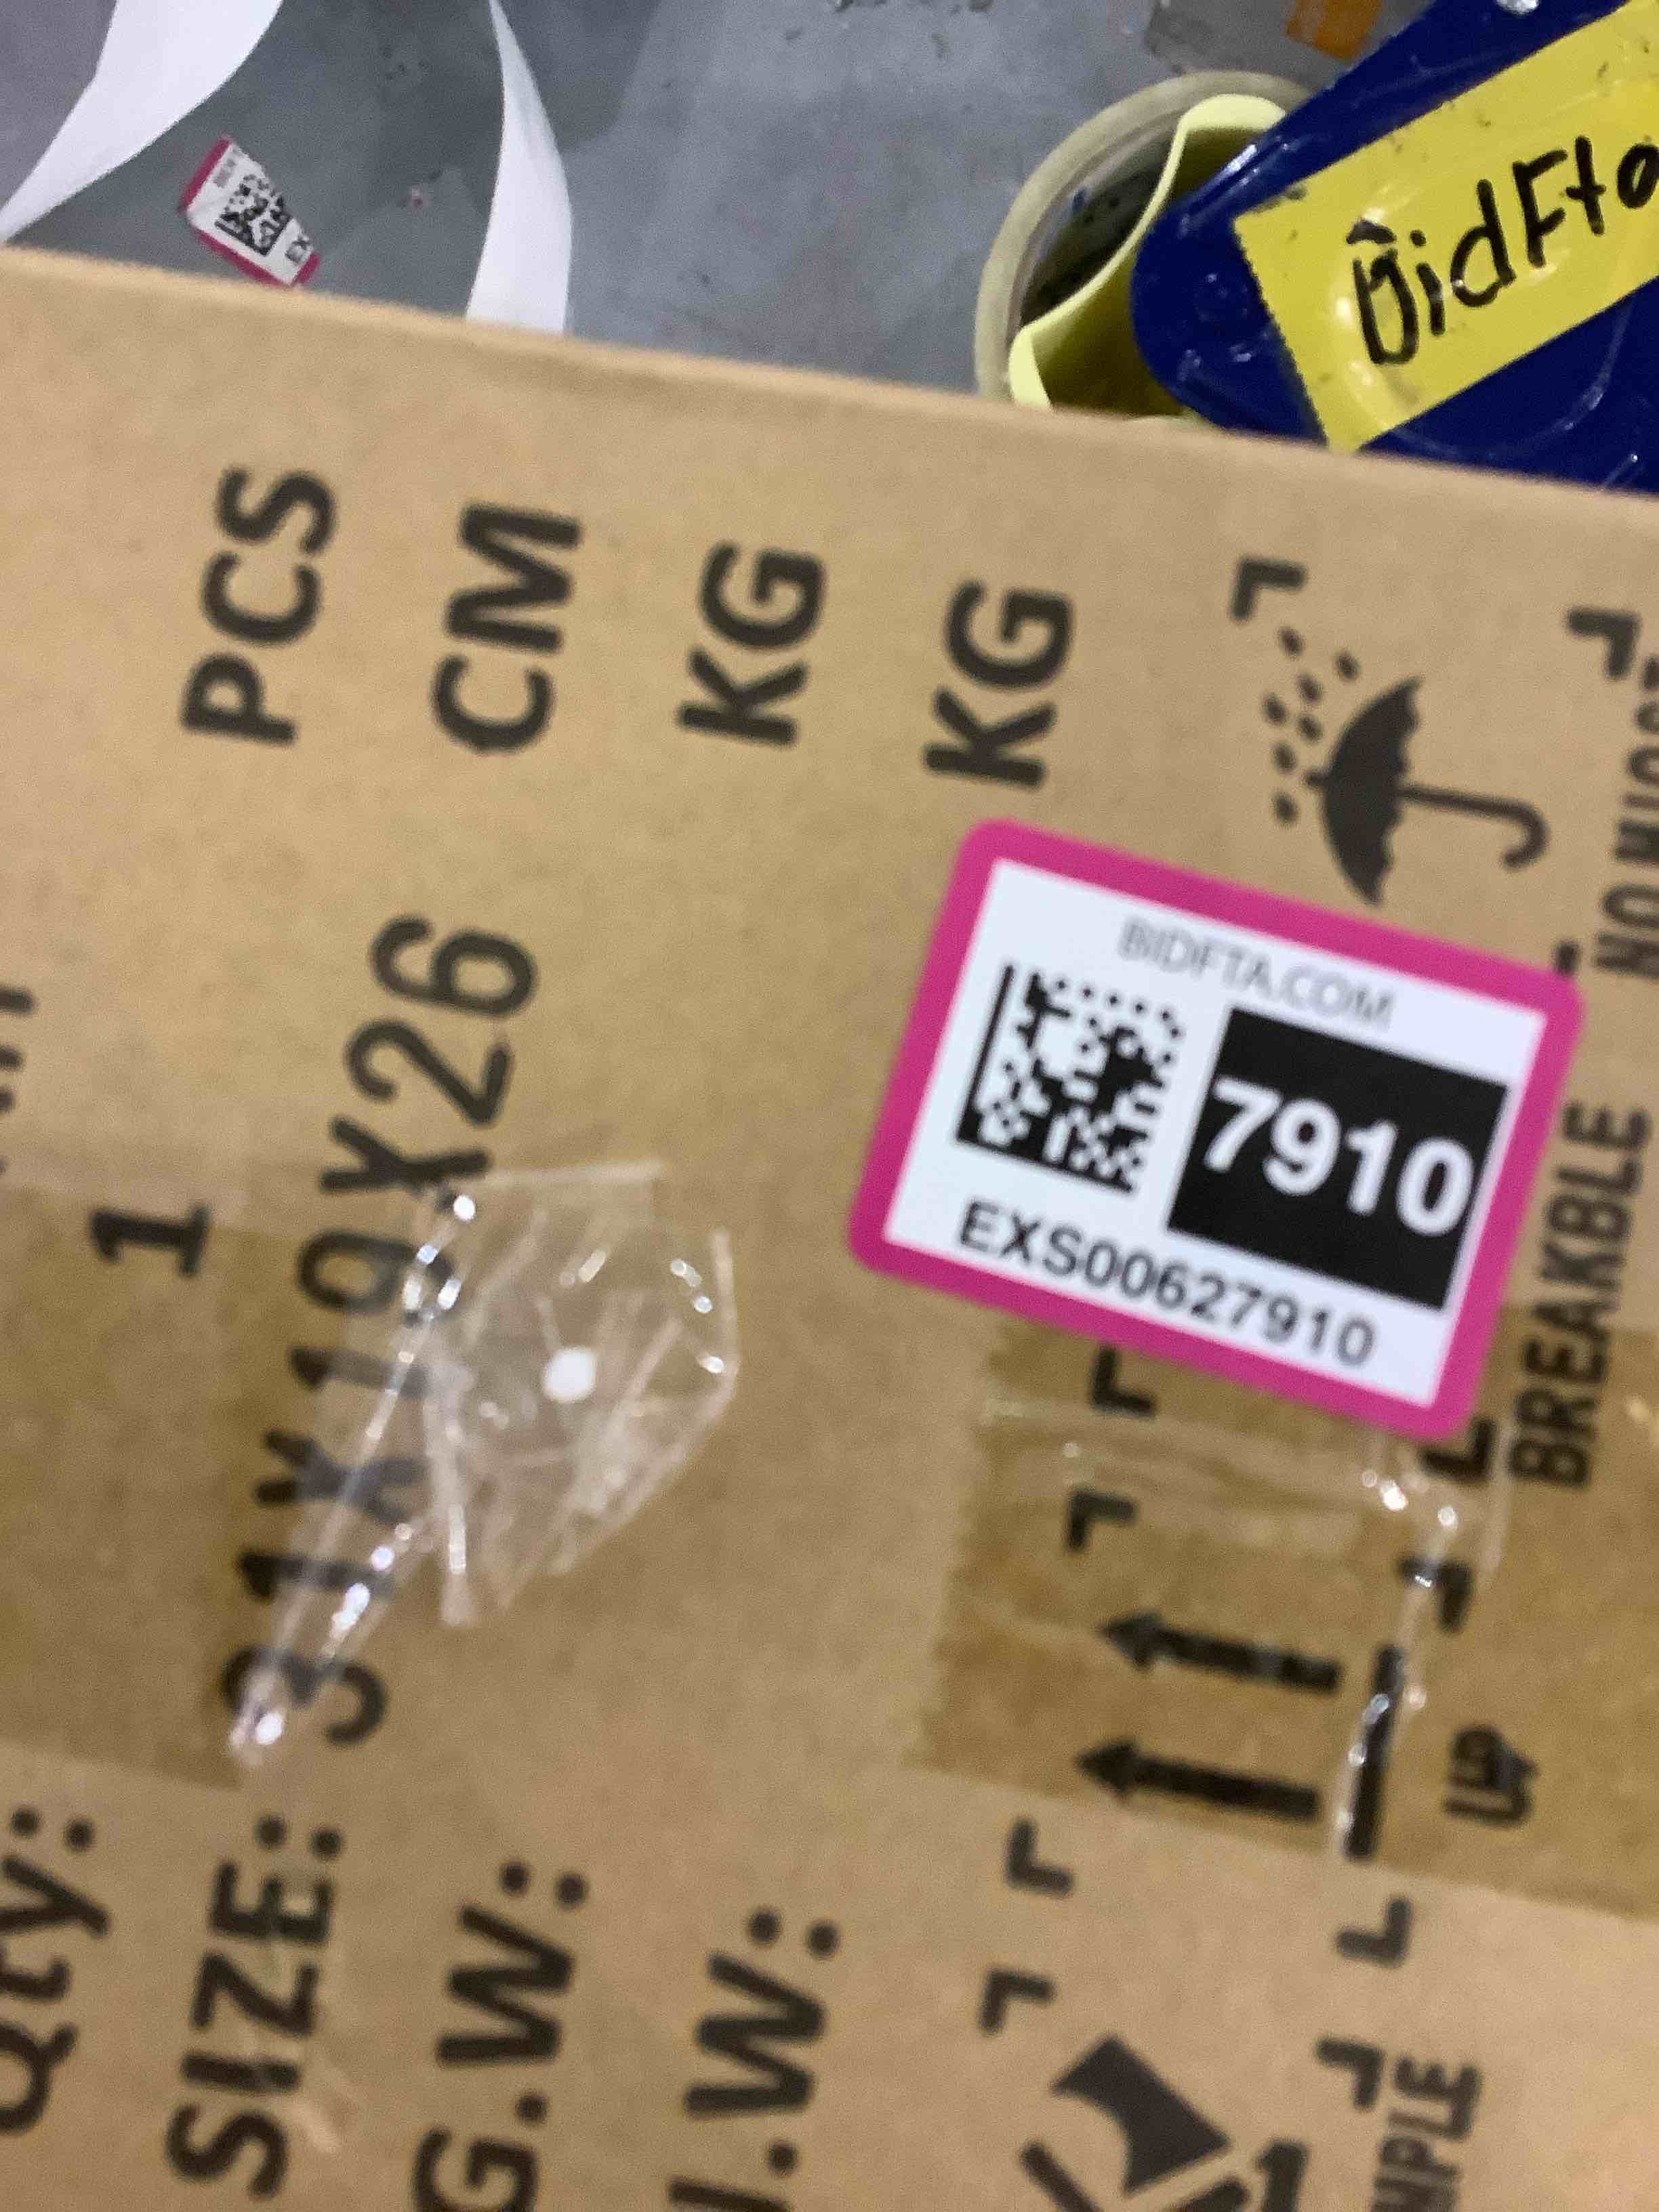 BidFta
Qty: 1 PCS
SIZE: 31X19X26 CM
G.W: KG
.W: KG
BIDFTA.COM
7910
EXS00627910
BREAKBLE
UP